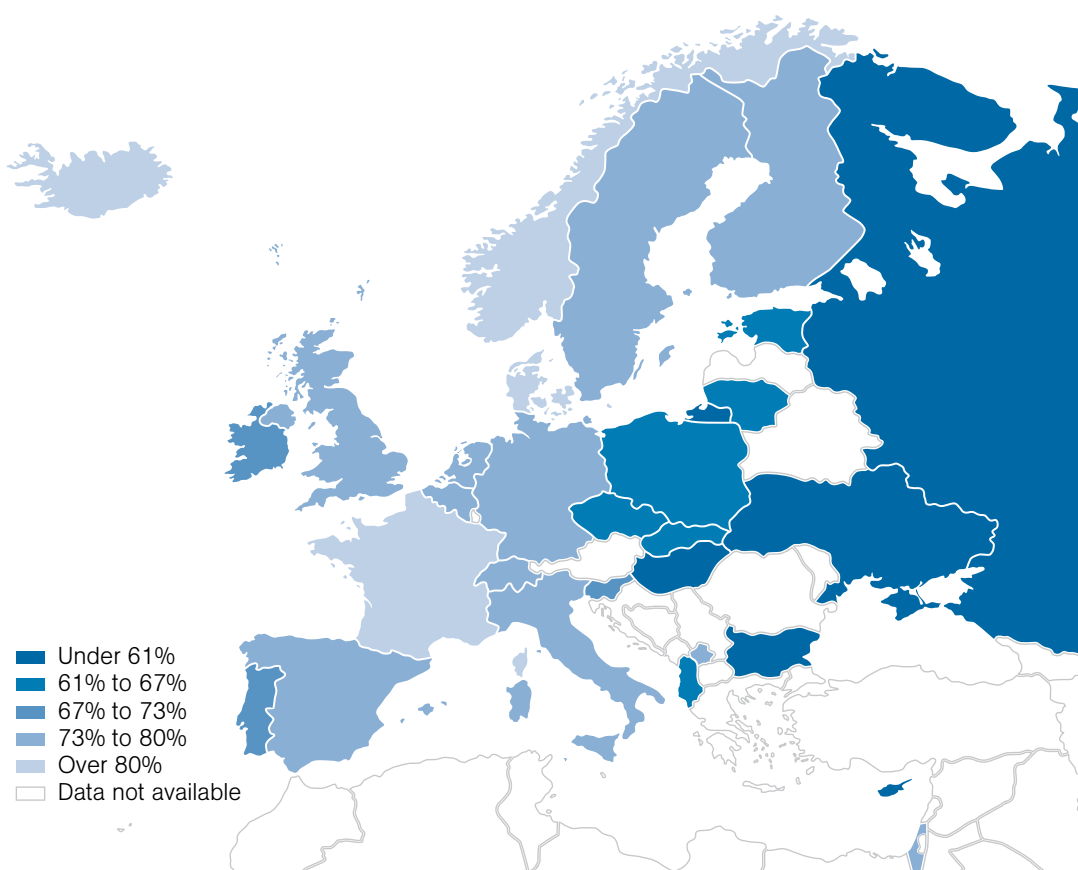 Under 61%
61% to 67%
67% to 73%
73% to 80%
Over 80%
Data not available